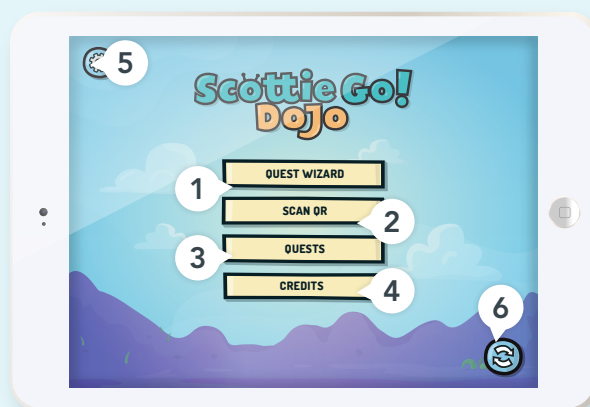 5
Scottie Go!
Dojo
QUEST WIZARD
1
SCAN QR
2
QUESTS
3
CREDITS
4
6